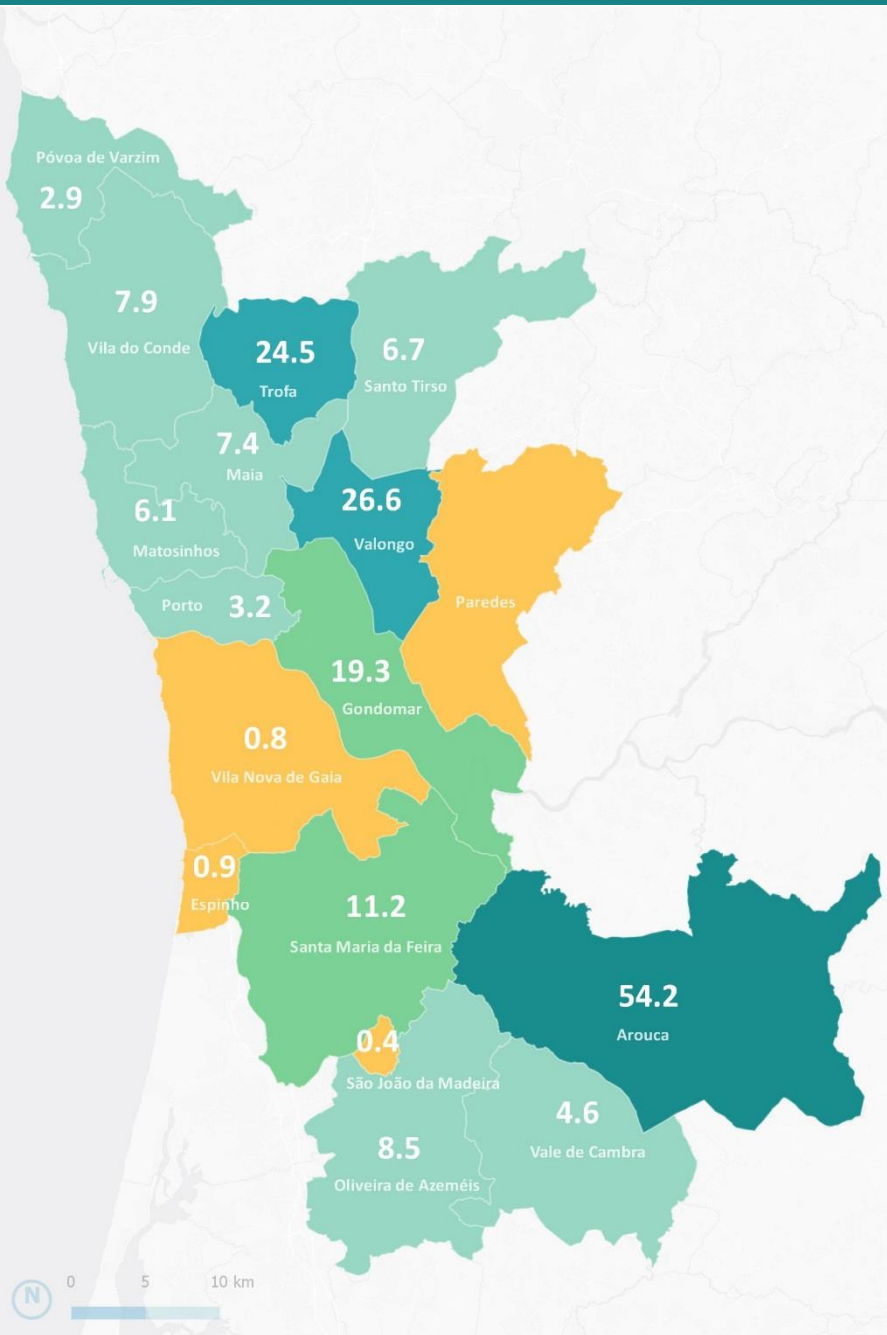 Póvoa de Varzim
2.9
7.9
Vila do Conde
24.5
Trofa
6.7
Santo Tirso
7.4
Maia
6.1
Matosinhos
26.6
Valongo
Porto 3.2
Paredes
19.3
Gondomar
0.8
Vila Nova de Gaia
0.9
Espinho
11.2
Santa Maria da Feira
54.2
Arouca
0.4
São João da Madeira
4.6
Vale de Cambra
8.5
Oliveira de Azeméis
N
0 5 10 km